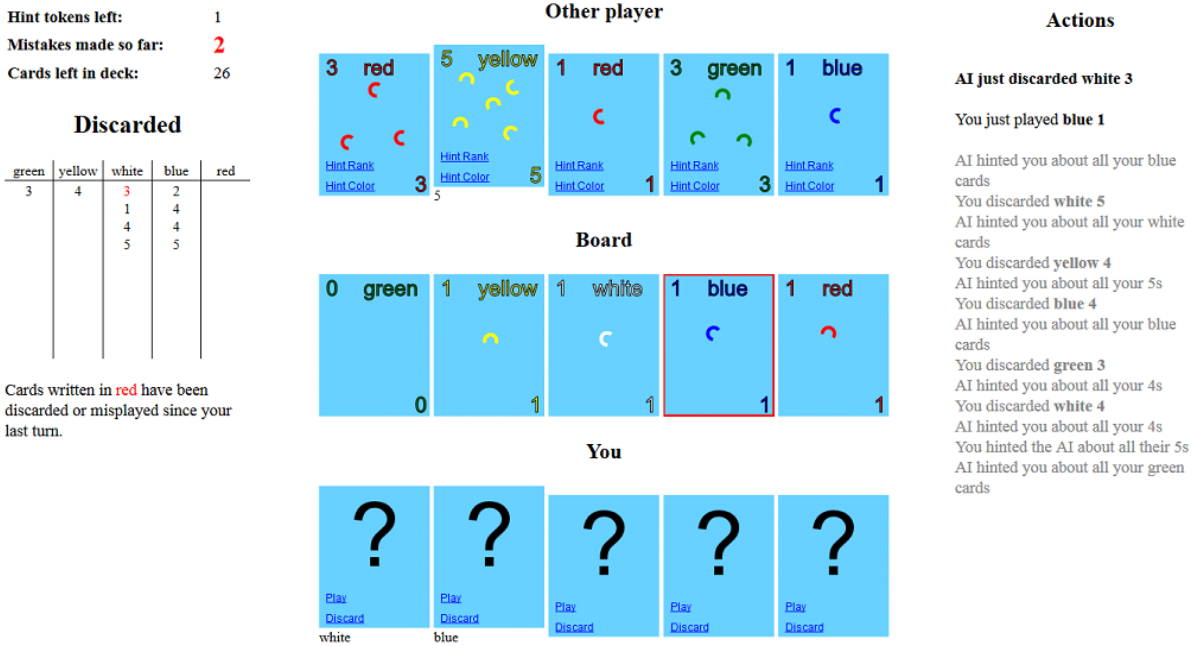 Hint tokens left: 1
Mistakes made so far: 2
Cards left in deck: 26
Discarded
green yellow white blue red
3 4 3 2
1 4
4 4
5 5
Cards written in red have been
discarded or misplayed since your
last turn.
Other player
3 red
Hint Rank
Hint Color 3
5 yellow
Hint Rank
Hint Color 5
5
1 red
Hint Rank
Hint Color 1
3 green
Hint Rank
Hint Color 3
1 blue
Hint Rank
Hint Color 1
Board
0 green
0
1 yellow
1
1 white
1
1 blue
1
1 red
1
You
?
Play
Discard
white
?
Play
Discard
blue
?
Play
Discard
?
Play
Discard
?
Play
Discard
Actions
AI just discarded white 3
You just played blue 1
AI hinted you about all your blue
cards
You discarded white 5
AI hinted you about all your white
cards
You discarded yellow 4
AI hinted you about all your 5s
You discarded blue 4
AI hinted you about all your blue
cards
You discarded green 3
AI hinted you about all your 4s
You discarded white 4
AI hinted you about all your 4s
You hinted the AI about all their 5s
AI hinted you about all your green
cards